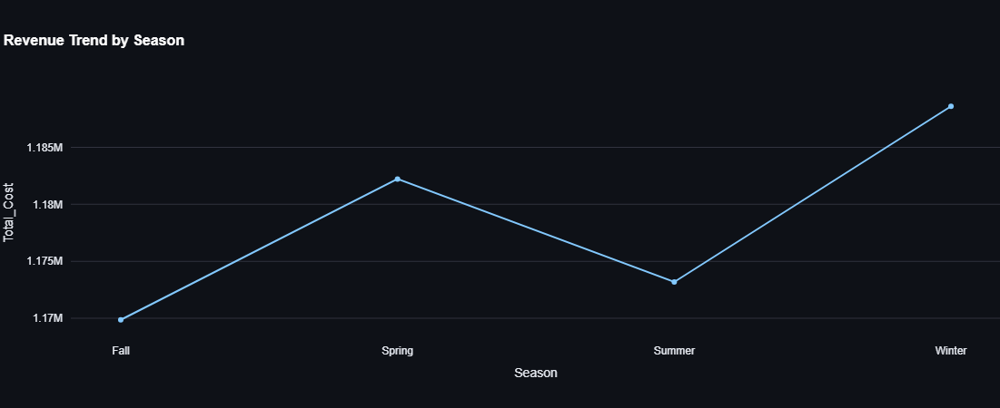 Revenue Trend by Season
1.185M
1.18M
1.175M
1.17M
Total_Cost
Fall Spring Summer Winter
Season